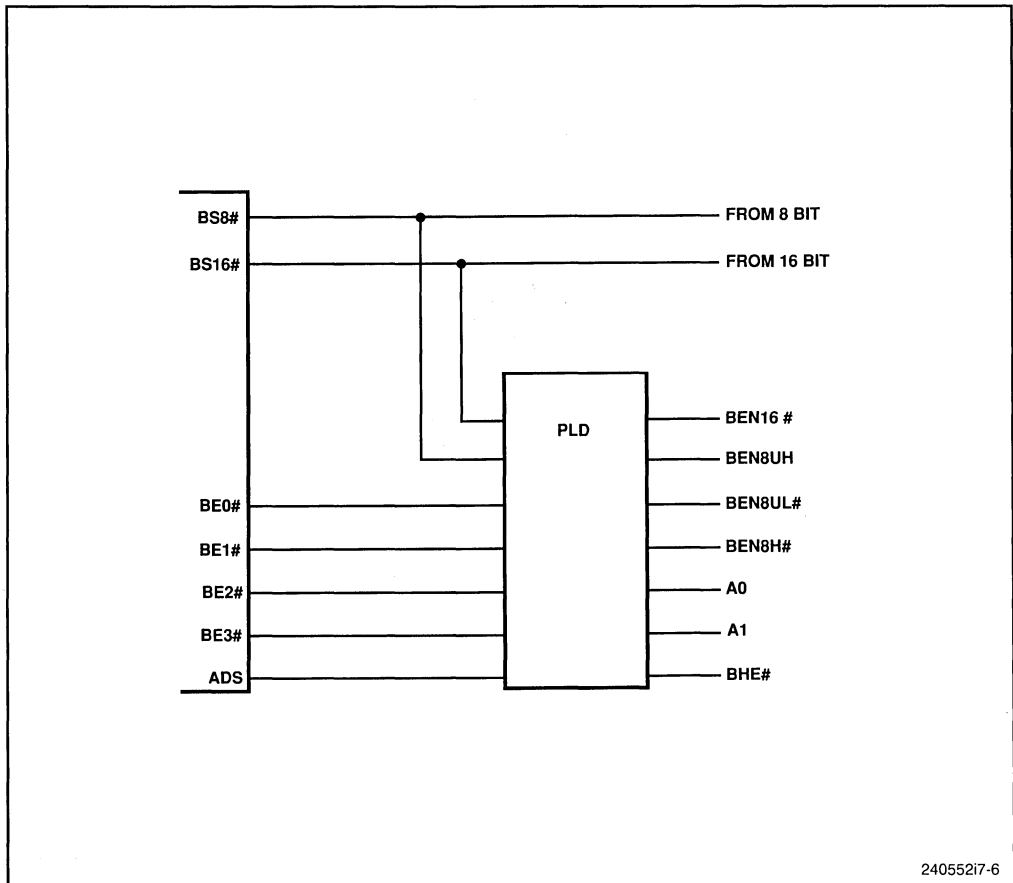 BS8#
FROM 8 BIT
BS16#
FROM 16 BIT
PLD
BEN16 #
BEN8UH
BE0#
BEN8UL#
BE1#
BEN8H#
BE2#
A0
BE3#
A1
ADS
BHE#
240552i7-6